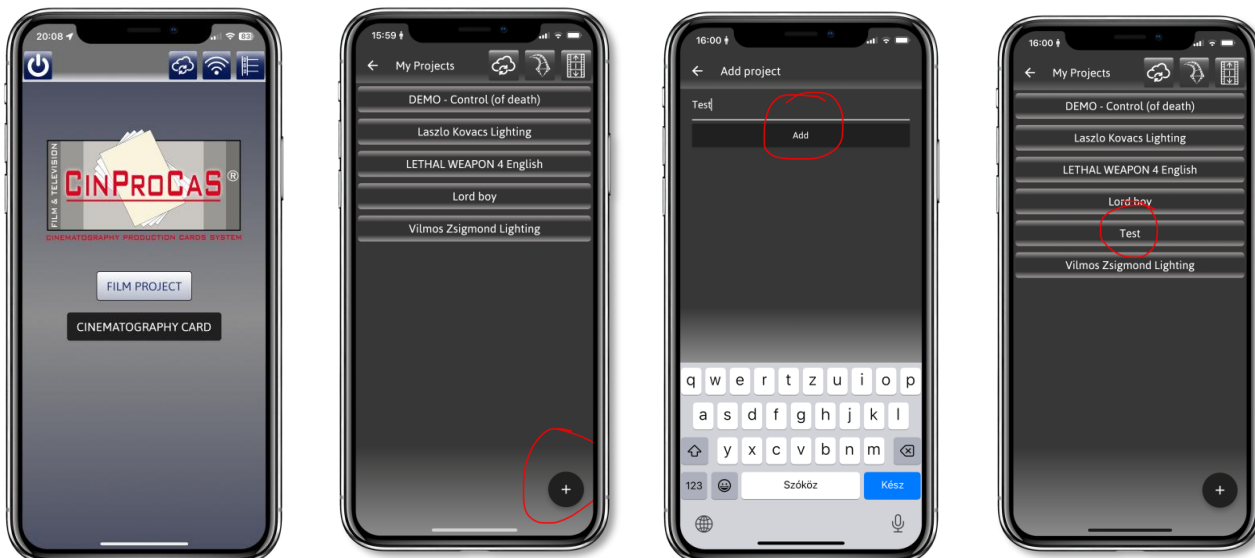 20:08
83
FILM & TELEVISION
CINPROCAS®
CINEMATOGRAPHY PRODUCTION CARDS SYSTEM
FILM PROJECT
CINEMATOGRAPHY CARD
15:59
My Projects
DEMO - Control (of death)
Laszlo Kovacs Lighting
LETHAL WEAPON 4 English
Lord boy
Vilmos Zsigmond Lighting
+
16:00
Add project
Test
Add
q w e r t z u i o p
a s d f g h j k l
y x c v b n m
123 Szóköz Kész
16:00
My Projects
DEMO - Control (of death)
Laszlo Kovacs Lighting
LETHAL WEAPON 4 English
Lord boy
Test
Vilmos Zsigmond Lighting
+